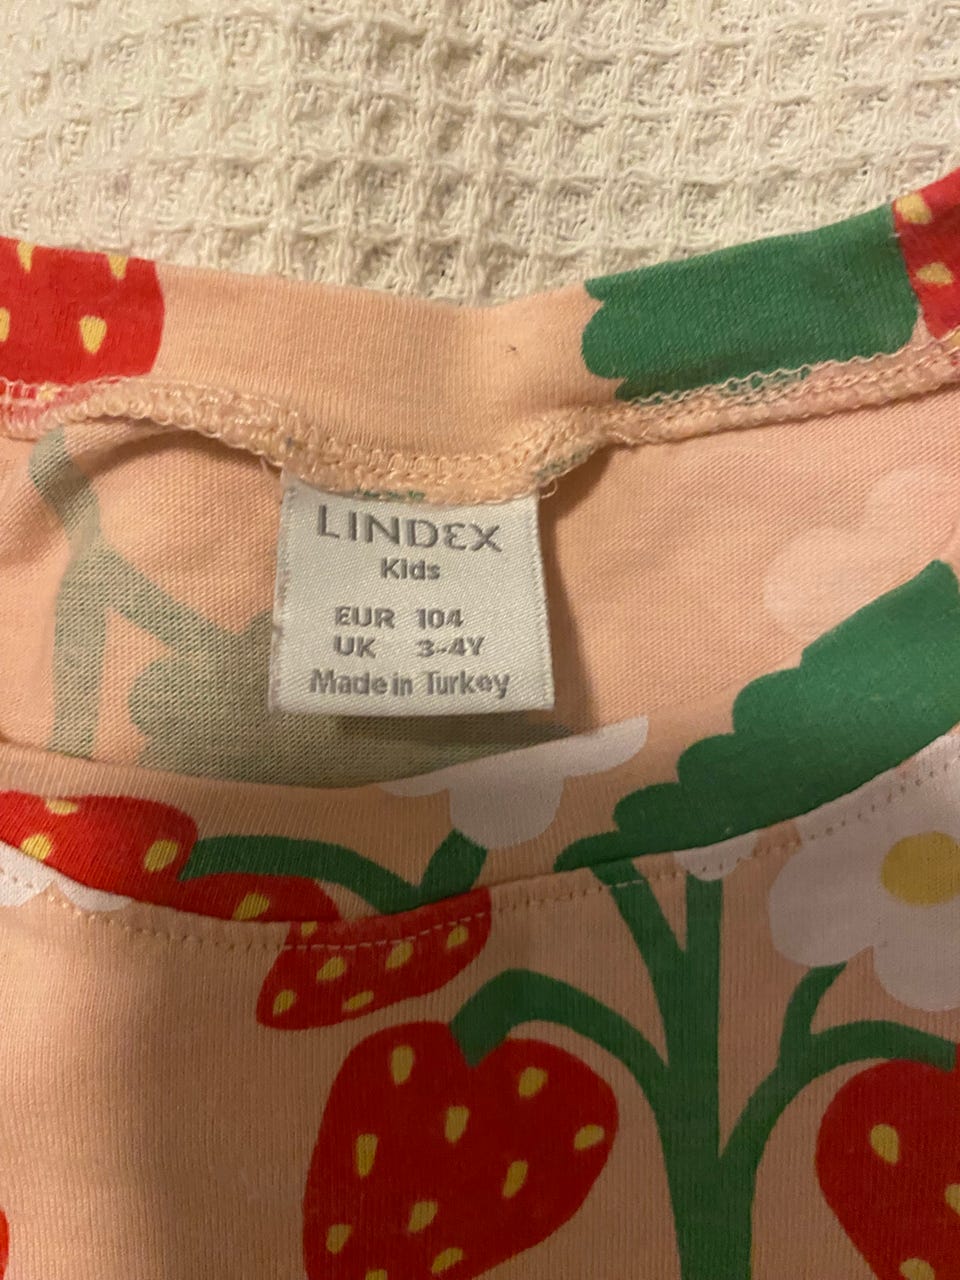 LINDEX
Kids
EUR 104
UK 3-4Y
Made in Turkey